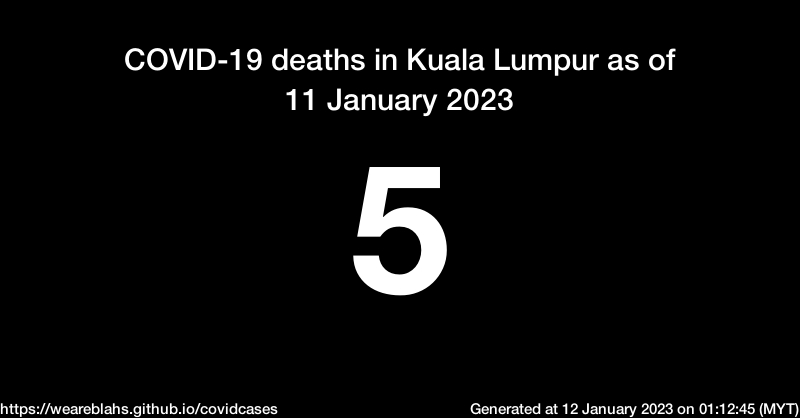 COVID-19 deaths in Kuala Lumpur as of
11 January 2023
5
https://weareblahs.github.io/covidcases
Generated at 12 January 2023 on 01:12:45 (MYT)